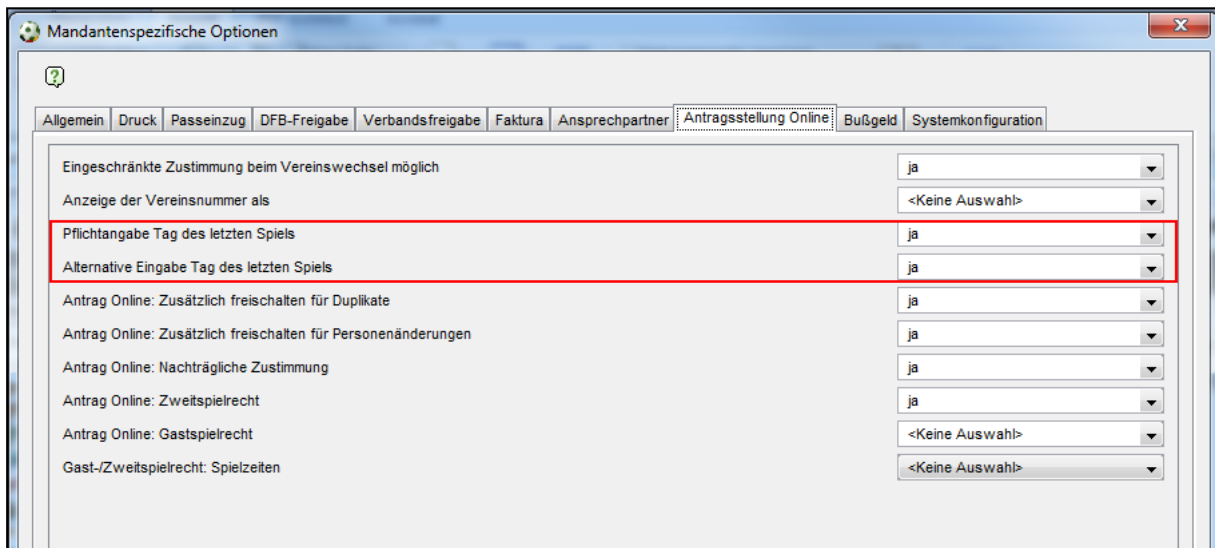 Mandantenspezifische Optionen
Allgemein Druck Passeinzug DFB-Freigabe Verbandsfreigabe Faktura Ansprechpartner Antragsstellung Online Bußgeld Systemkonfiguration
Eingeschränkte Zustimmung beim Vereinswechsel möglich ja
Anzeige der Vereinsnummer als <Keine Auswahl>
Pflichtangabe Tag des letzten Spiels ja
Alternative Eingabe Tag des letzten Spiels ja
Antrag Online: Zusätzlich freischalten für Duplikate ja
Antrag Online: Zusätzlich freischalten für Personenänderungen ja
Antrag Online: Nachträgliche Zustimmung ja
Antrag Online: Zweitspielrecht ja
Antrag Online: Gastspielrecht <Keine Auswahl>
Gast-/Zweitspielrecht: Spielzeiten <Keine Auswahl>